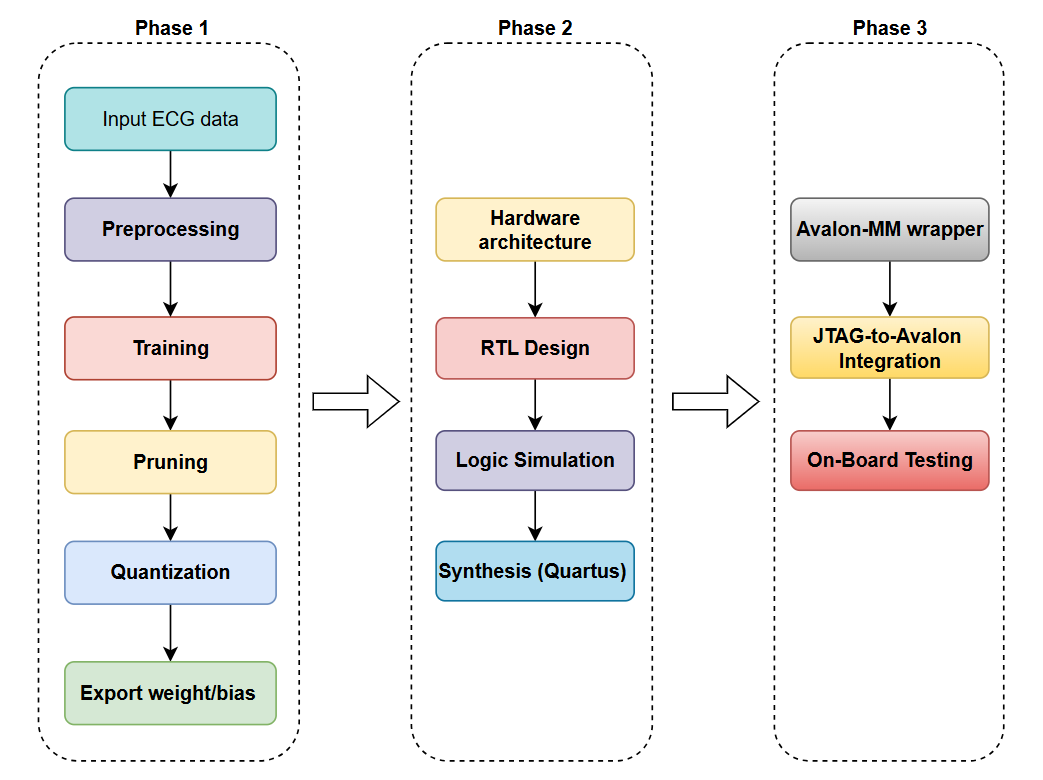 Phase 1
Input ECG data
Preprocessing
Training
Pruning
Quantization
Export weight/bias
Phase 2
Hardware
architecture
RTL Design
Logic Simulation
Synthesis (Quartus)
Phase 3
Avalon-MM wrapper
JTAG-to-Avalon
Integration
On-Board Testing